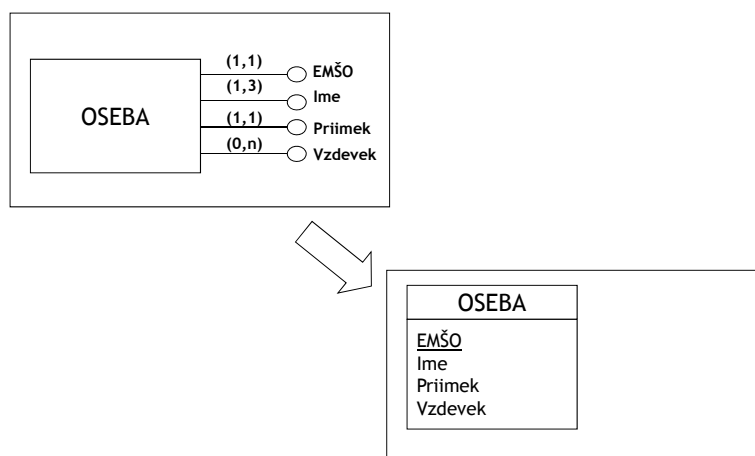 (1,1)
EMŠO
(1,3)
Ime
OSEBA
(1,1)
Priimek
(0,n)
Vzdevek
OSEBA
EMŠO
Ime
Priimek
Vzdevek